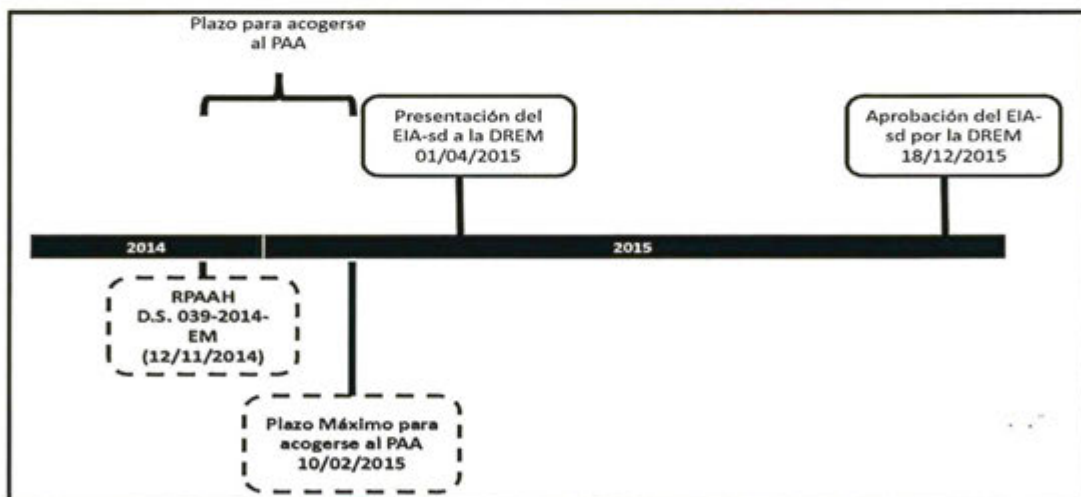 Plazo para acogerse
al PAA
Presentación del
EIA-sd a la DREM
01/04/2015
Aprobación del EIA-
sd por la DREM
18/12/2015
2014
2015
RPAAH
D.S. 039-2014-
EM
(12/11/2014)
Plazo Máximo para
acogerse al PAA
10/02/2015